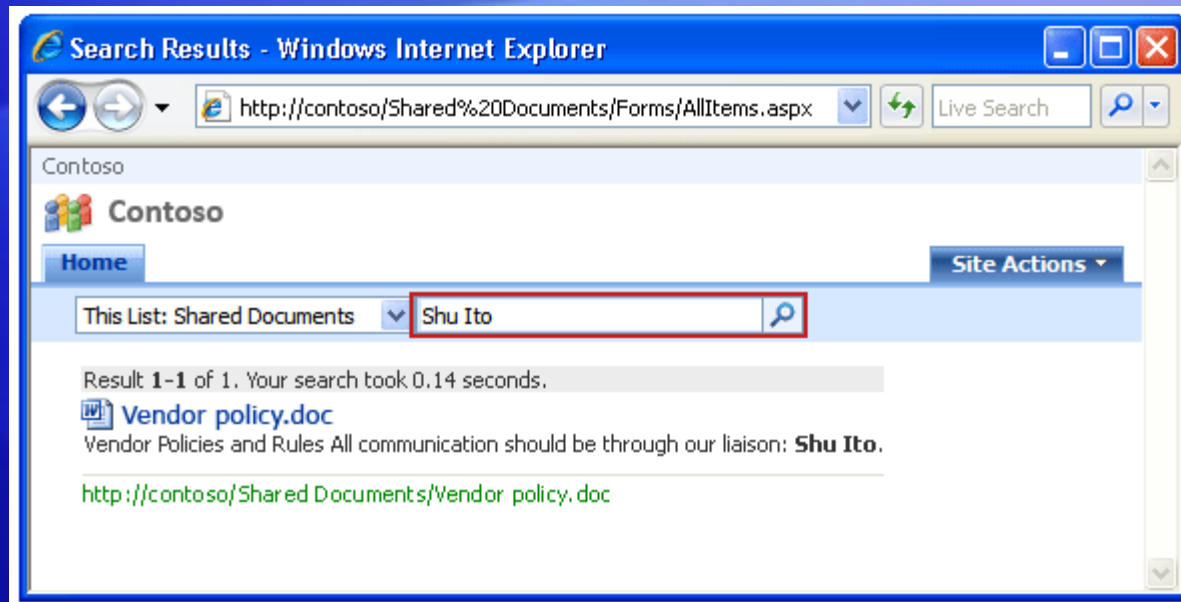 Search Results - Windows Internet Explorer
http://contoso/Shared%20Documents/Forms/AllItems.aspx Live Search
Contoso
Contoso
Home Site Actions
This List: Shared Documents Shu Ito
Result 1-1 of 1. Your search took 0.14 seconds.
Vendor policy.doc
Vendor Policies and Rules All communication should be through our liaison: Shu Ito.
http://contoso/Shared Documents/Vendor policy.doc